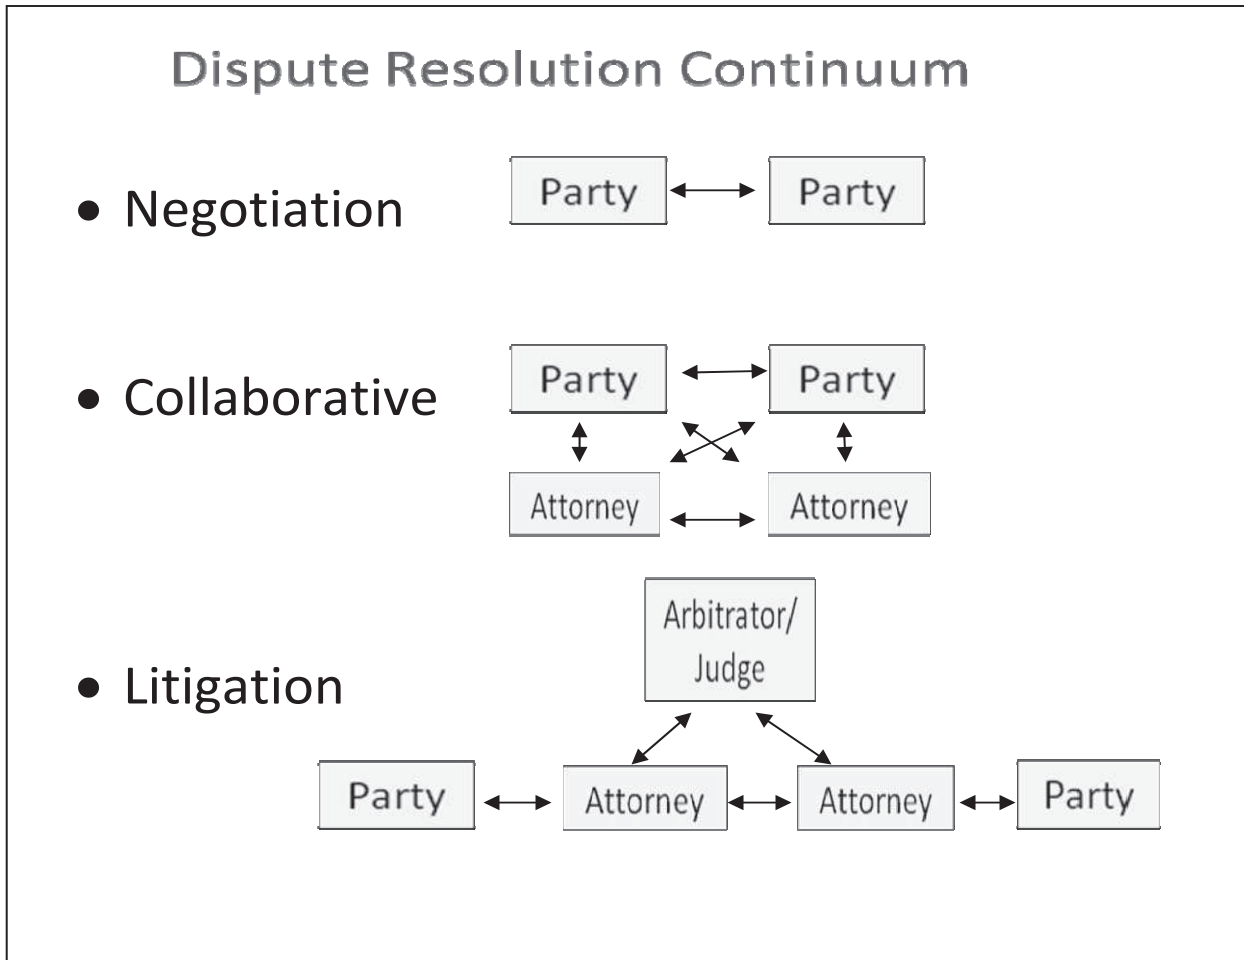 Dispute Resolution Continuum
• Negotiation
Party
Party
• Collaborative
Party
Party
Attorney
Attorney
• Litigation
Arbitrator/
Judge
Party
Attorney
Attorney
Party